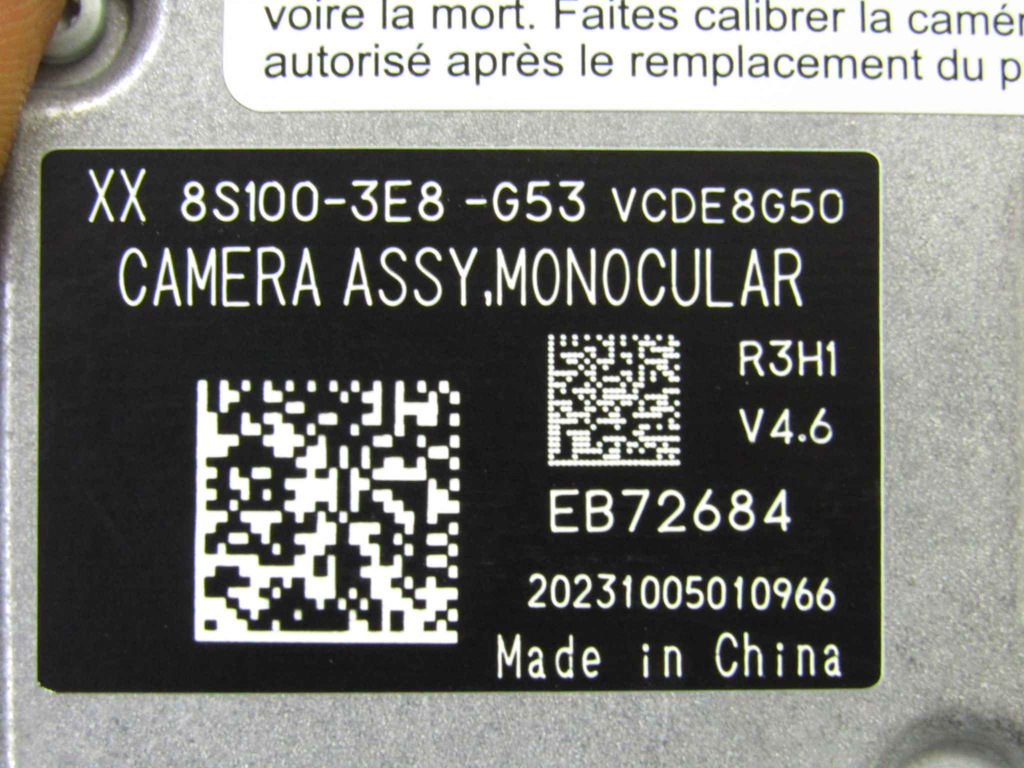 voire la mort. Faites calibrer la
autorisé après le remplacement du
XX 8S100-3E8 -G53 VCDE8G50
CAMERA ASSY,MONOCULAR
R3H1
V4.6
EB72684
20231005010966
Made in China